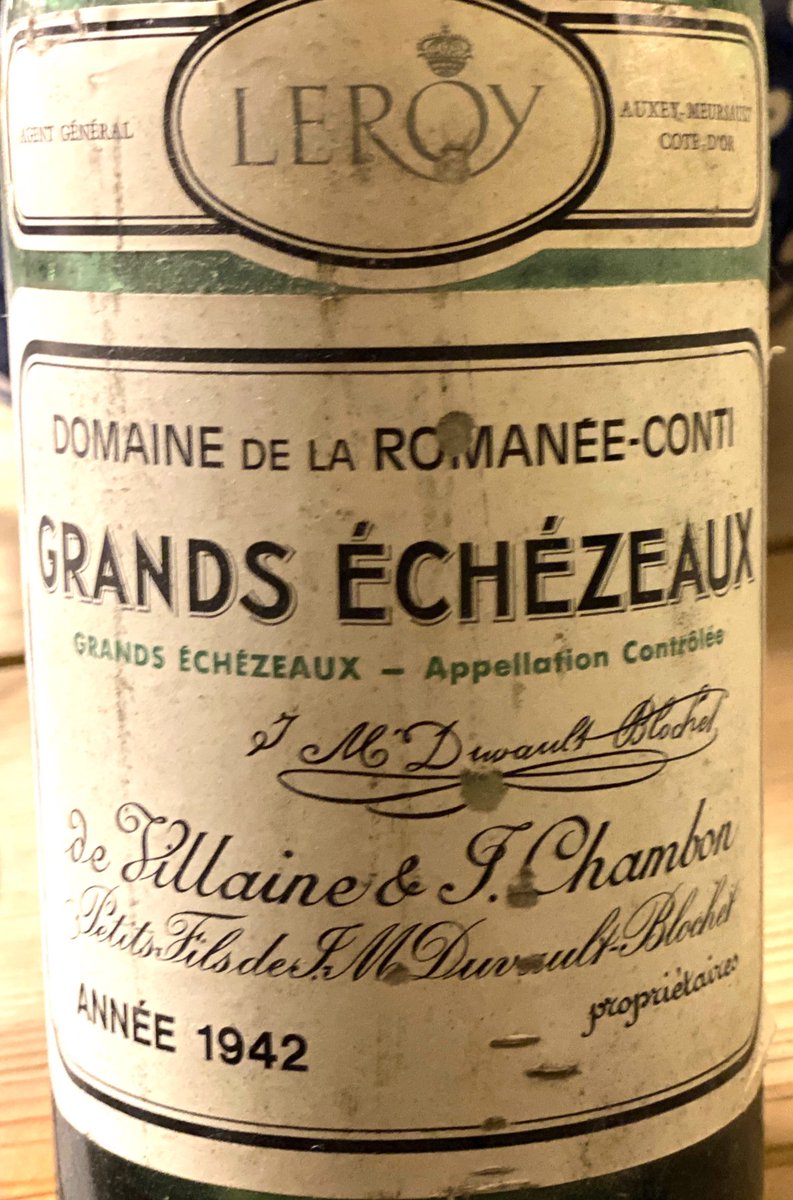 LEROY
AGENT GÉNÉRAL
AUXEY-MEURSAULT
COTE-D'OR
DOMAINE DE LA ROMANÉE-CONTI
GRANDS ÉCHÉZEAUX
GRANDS ÉCHÉZEAUX – Appellation Contrôlée
J M Duvault Blochet
de Villaine & J. Chambon
Petits-Fils de J.M Duvault-Blochet
propriétaires
ANNÉE 1942